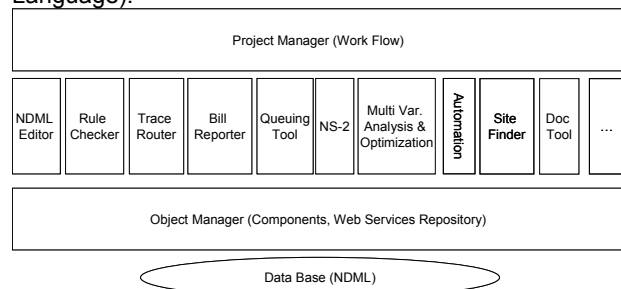 Language).
Project Manager (Work Flow)
NDML
Editor
Rule
Checker
Trace
Router
Bill
Reporter
Queuing
Tool
NS-2
Multi Var.
Analysis &
Optimization
Automation
Site
Finder
Doc
Tool
...
Object Manager (Components, Web Services Repository)
Data Base (NDML)